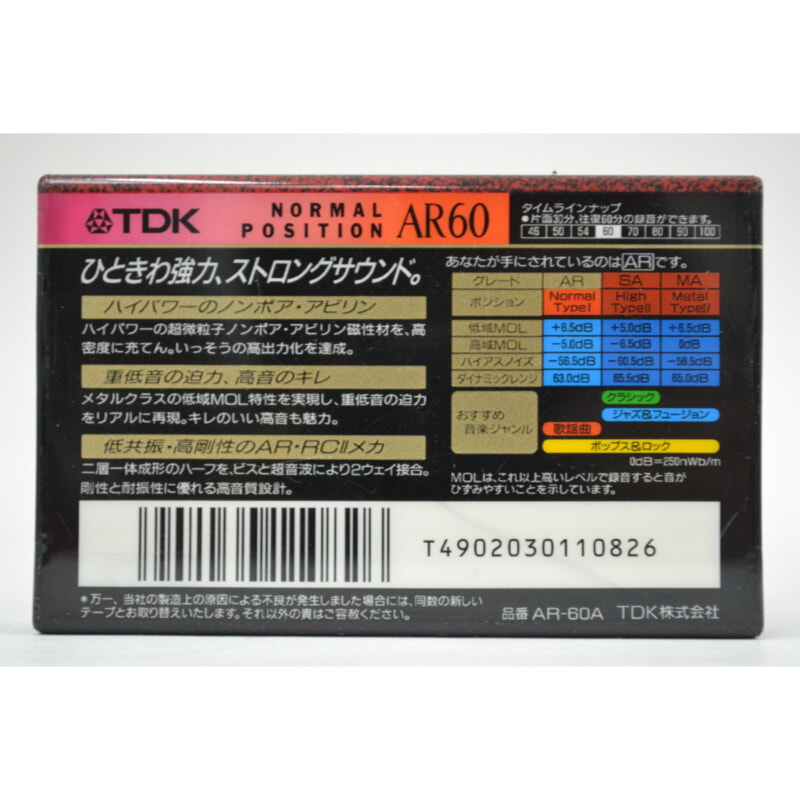 TDK
NORMAL POSITION
AR60
タイムラインナップ
●片面30分、往復60分の録音ができます。
46 50 54 60 70 80 90 100
ひときわ強力、ストロングサウンド。
ハイパワーのノンポア・アビリン
ハイパワーの超微粒子ノンポア・アビリン磁性材を、高
密度に充てん。いっそうの高出力化を達成。
重低音の迫力、高音のキレ
メタルクラスの低域MOL特性を実現し、重低音の迫力
をリアルに再現。キレのいい高音も魅力。
低共振・高剛性のAR・RCⅡメカ
二層一体成形のハーフを、ビスと超音波により2ウェイ接合。
剛性と耐振性に優れる高音質設計。
あなたが手にされているのはARです。
グレード AR SA MA
ポジション Normal TypeⅠ High TypeⅡ Metal TypeⅣ
低域MOL +6.5dB +5.0dB +6.5dB
高域MOL -5.0dB -6.5dB 0dB
バイアスノイズ -56.5dB -60.5dB -58.5dB
ダイナミックレンジ 63.0dB 65.5dB 65.0dB
おすすめ
音楽ジャンル
クラシック
ジャズ&フュージョン
歌謡曲
ポップス&ロック
0dB=250nWb/m
MOLは、これ以上高いレベルで録音すると音が
ひずみやすいことを示しています。
T4902030110826
*万一、当社の製造上の原因による不良が発生しました場合には、同数の新しい
テープとお取り替えいたします。それ以外の責はご容赦ください。
品番 AR-60A TDK株式会社